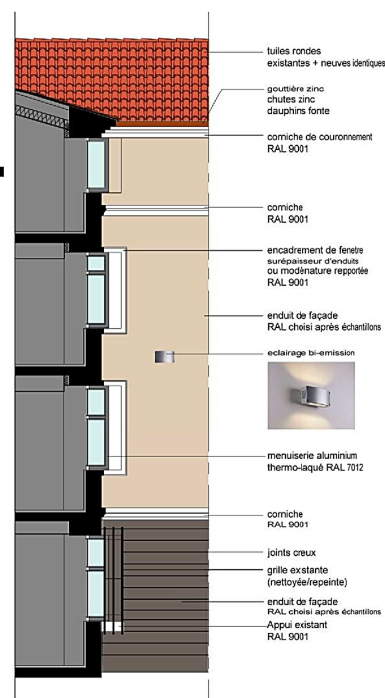 tuiles rondes
existantes + neuves identiques
gouttière zinc
chutes zinc
dauphins fonte
corniche de couronnement
RAL 9001
corniche
RAL 9001
encadrement de fenetre
surépaisseur d'enduits
ou modènature repportée
RAL 9001
enduit de façade
RAL choisi après échantillons
eclairage bi-emission
menuiserie aluminium
thermo-laqué RAL 7012
corniche
RAL 9001
joints creux
grille existante
(nettoyée/repeinte)
enduit de façade
RAL choisi après échantillons
Appui existant
RAL 9001